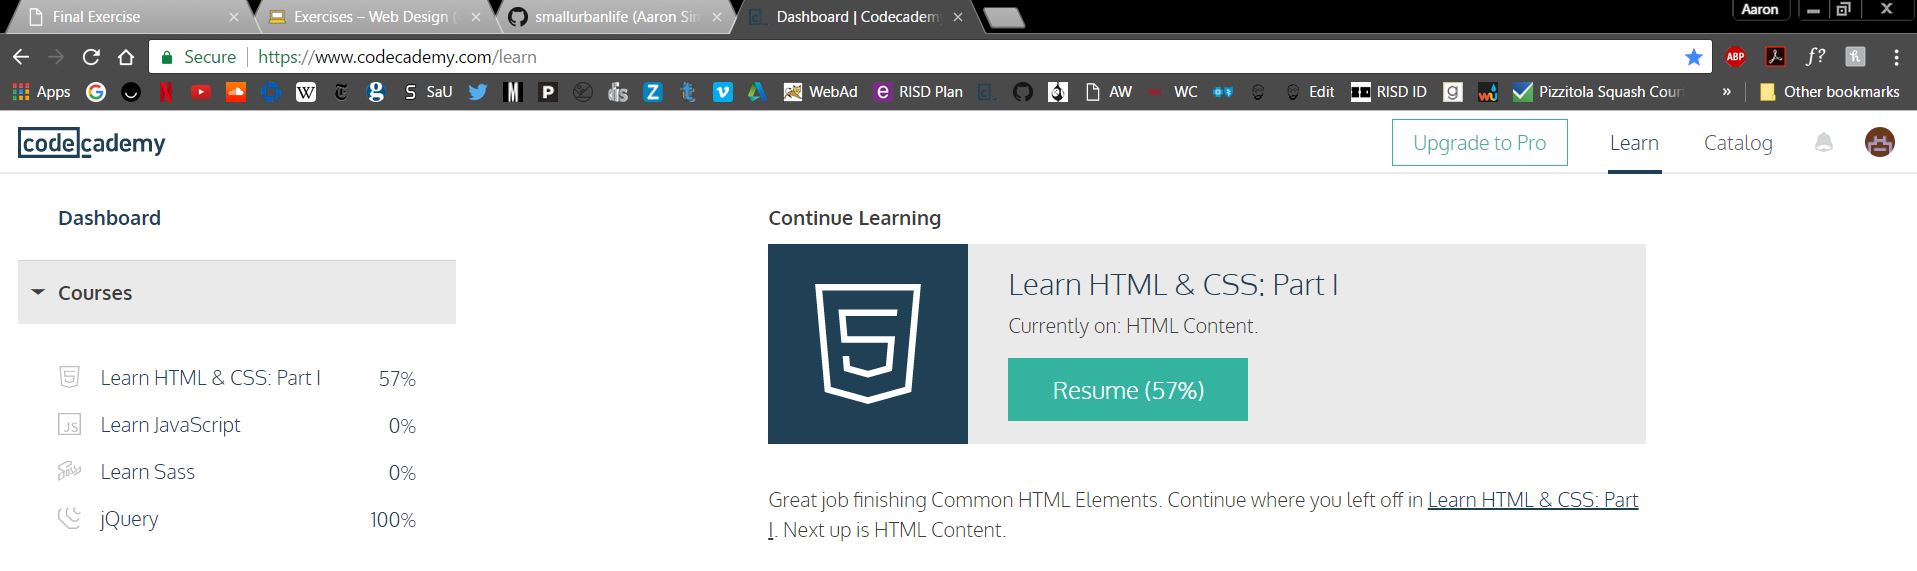 Final Exercise
Exercises – Web Design (
smallurbanlife (Aaron Sim
Dashboard | Codecademy
Aaron
Secure
https://www.codecademy.com/learn
ABP
f?
Apps
SaU
WebAd
RISD Plan
AW
WC
Edit
RISD ID
Pizzitola Squash Cour
»
Other bookmarks
codecademy
Upgrade to Pro
Learn
Catalog
Dashboard
Courses
Learn HTML & CSS: Part I 57%
Learn JavaScript 0%
Learn Sass 0%
jQuery 100%
Continue Learning
Learn HTML & CSS: Part I
Currently on: HTML Content.
Resume (57%)
Great job finishing Common HTML Elements. Continue where you left off in Learn HTML & CSS: Part
I. Next up is HTML Content.